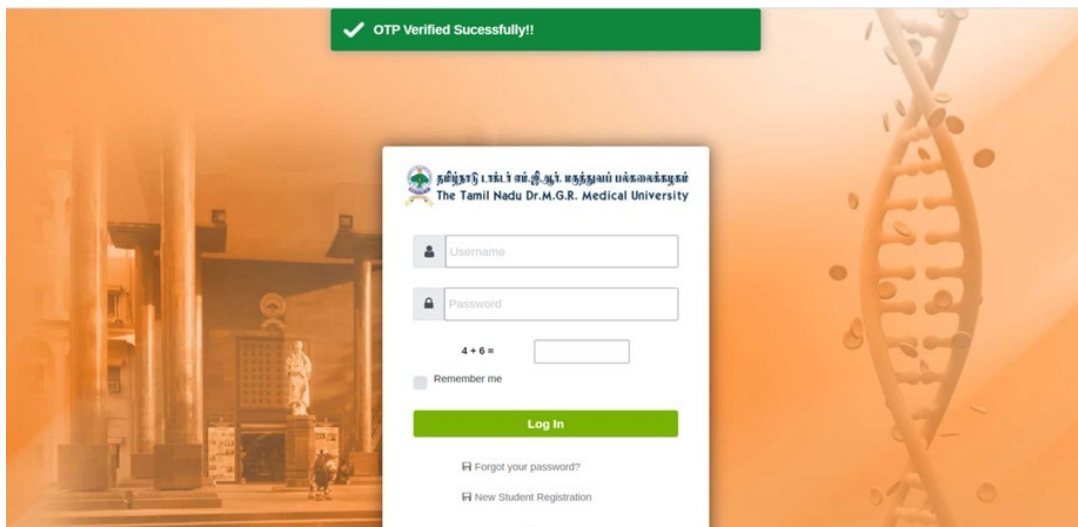 OTP Verified Sucessfully!!
தமிழ்நாடு டாக்டர் எம்.ஜி.ஆர். மருத்துவப் பல்கலைக்கழகம்
The Tamil Nadu Dr.M.G.R. Medical University
Username
Password
4 + 6 =
Remember me
Log In
Forgot your password?
New Student Registration